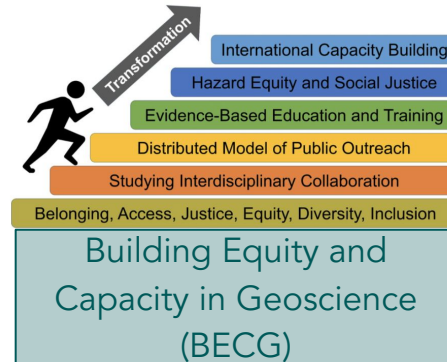 Transformation
International Capacity Building
Hazard Equity and Social Justice
Evidence-Based Education and Training
Distributed Model of Public Outreach
Studying Interdisciplinary Collaboration
Belonging, Access, Justice, Equity, Diversity, Inclusion
Building Equity and
Capacity in Geoscience
(BECG)